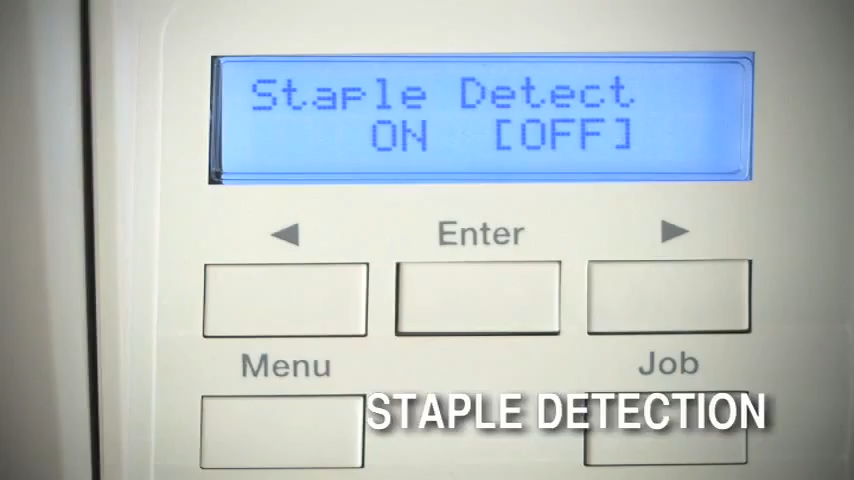 Staple Detect
ON [OFF]
◀ Enter ▶
Menu Job
STAPLE DETECTION